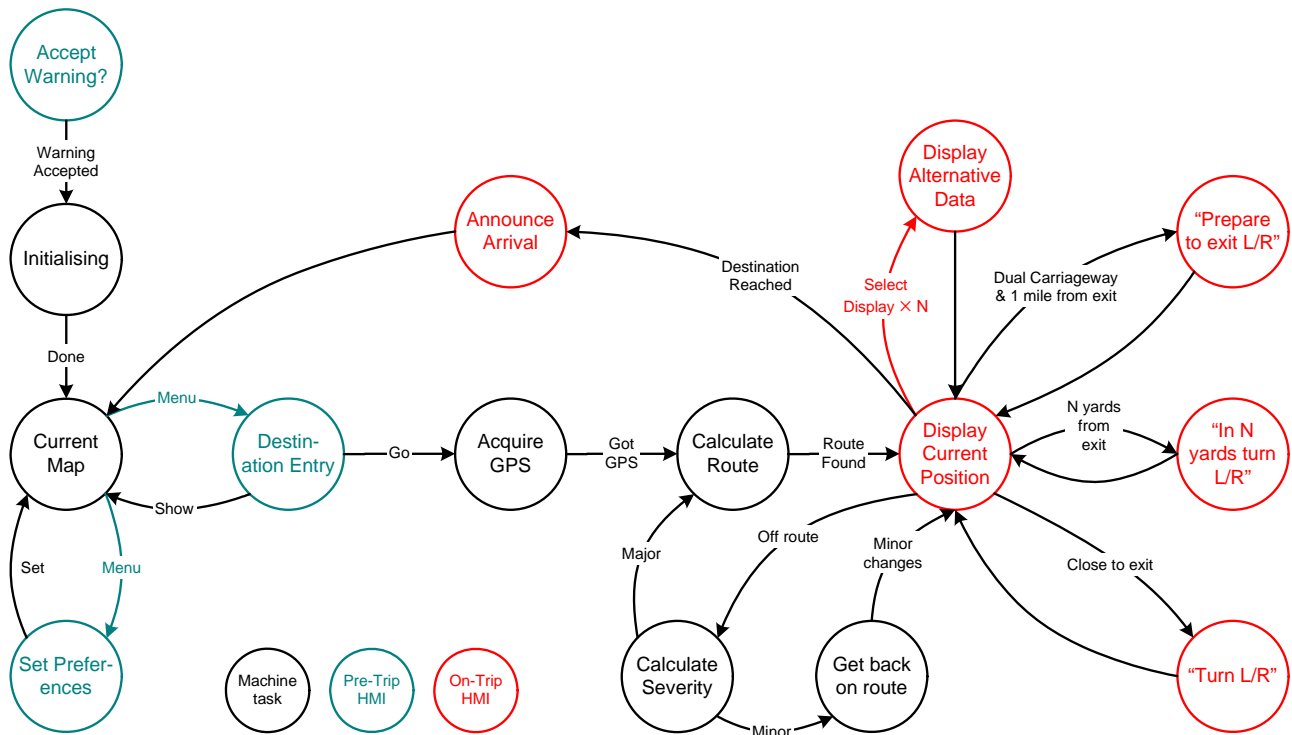 Accept
Warning?
Warning
Accepted
Initialising
Done
Current
Map
Menu
Destin-
ation Entry
Show
Set
Menu
Set Prefer-
ences
Go
Acquire
GPS
Got
GPS
Calculate
Route
Route
Found
Announce
Arrival
Destination
Reached
Display
Alternative
Data
Select
Display × N
Display
Current
Position
Dual Carriageway
& 1 mile from exit
“Prepare
to exit L/R”
N yards
from
exit
“In N
yards turn
L/R”
Close to exit
“Turn L/R”
Off route
Major
Calculate
Severity
Minor
Get back
on route
Minor
changes
Machine
task
Pre-Trip
HMI
On-Trip
HMI